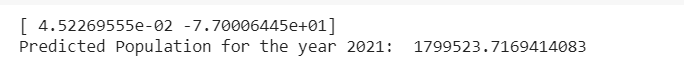 [ 4.52269555e-02 -7.70006445e+01]
Predicted Population for the year 2021:  1799523.7169414083